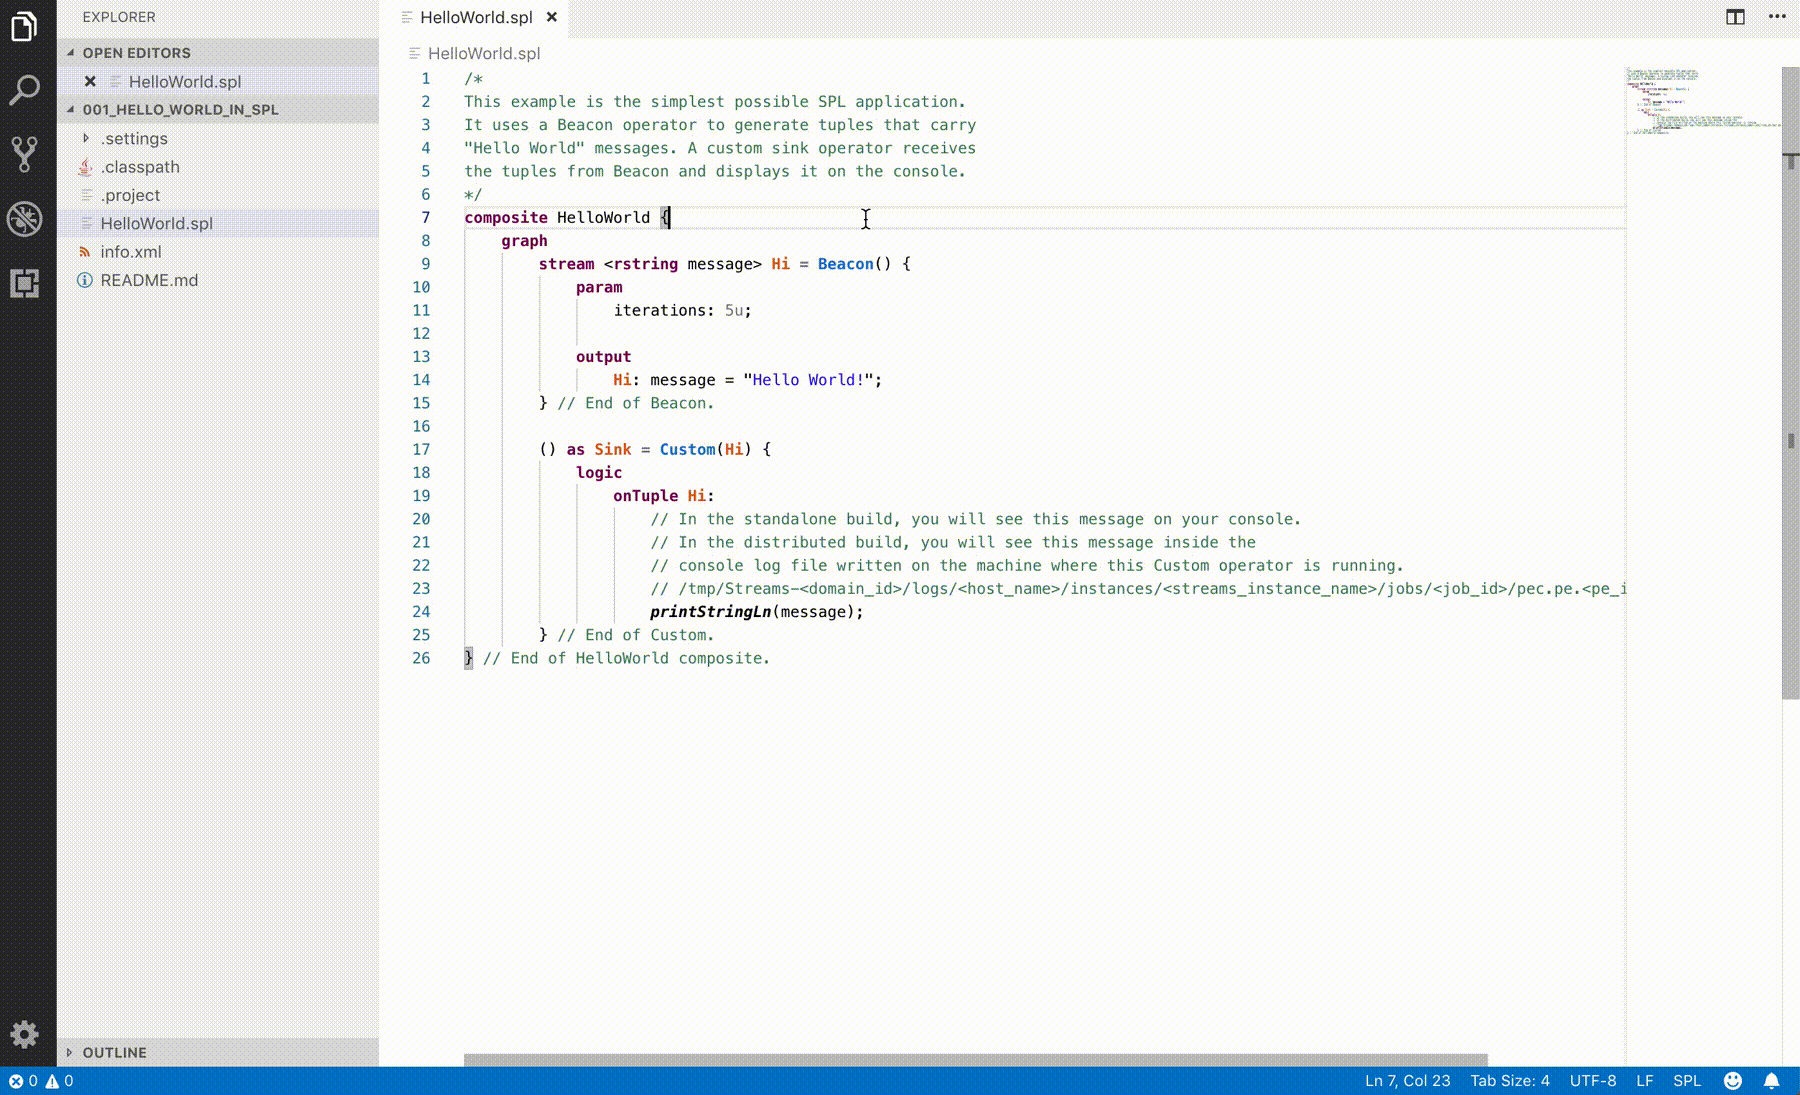 EXPLORER
OPEN EDITORS
HelloWorld.spl
001_HELLO_WORLD_IN_SPL
.settings
.classpath
.project
HelloWorld.spl
info.xml
README.md
OUTLINE
HelloWorld.spl
HelloWorld.spl
1 /*
2 This example is the simplest possible SPL application.
3 It uses a Beacon operator to generate tuples that carry
4 "Hello World" messages. A custom sink operator receives
5 the tuples from Beacon and displays it on the console.
6 */
7 composite HelloWorld {
8 graph
9 stream <rstring message> Hi = Beacon() {
10 param
11 iterations: 5u;
12
13 output
14 Hi: message = "Hello World!";
15 } // End of Beacon.
16
17 () as Sink = Custom(Hi) {
18 logic
19 onTuple Hi:
20 // In the standalone build, you will see this message on your console.
21 // In the distributed build, you will see this message inside the
22 // console log file written on the machine where this Custom operator is running.
23 // /tmp/Streams-<domain_id>/logs/<host_name>/instances/<streams_instance_name>/jobs/<job_id>/pec.pe.<pe_i
24 printStringLn(message);
25 } // End of Custom.
26 } // End of HelloWorld composite.
0 0
Ln 7, Col 23 Tab Size: 4 UTF-8 LF SPL